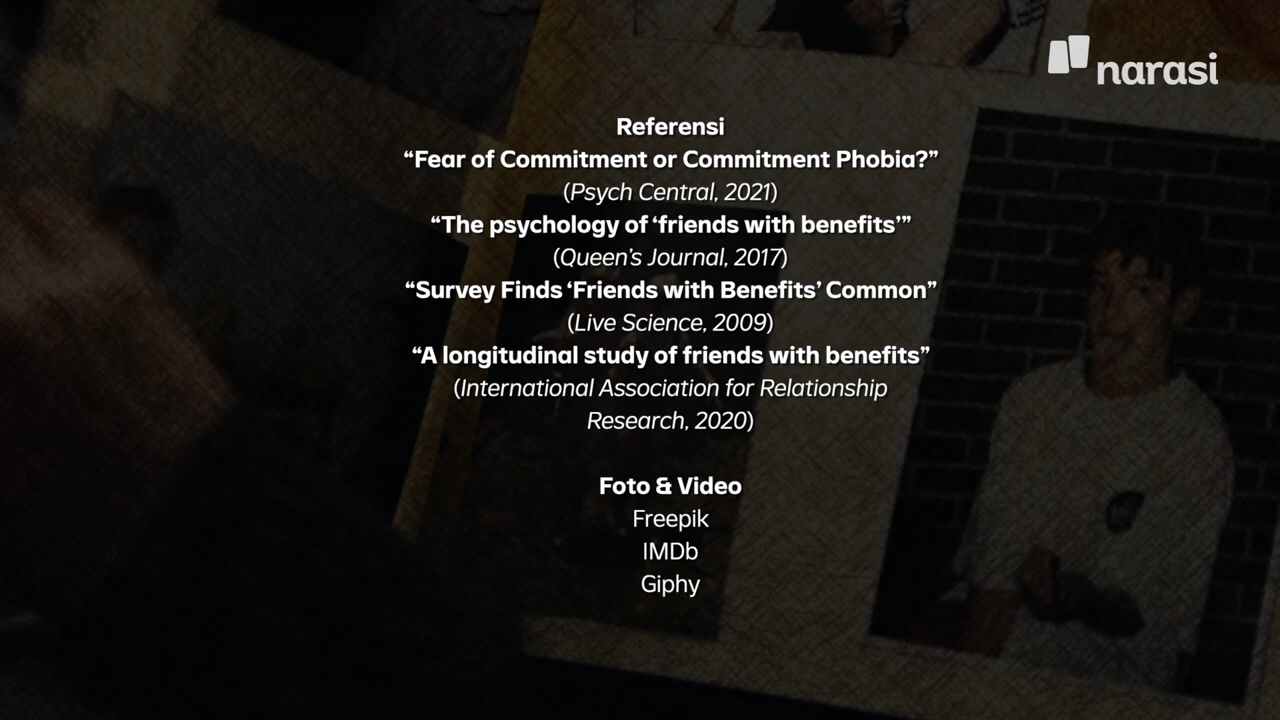 narasi
Referensi
“Fear of Commitment or Commitment Phobia?”
(Psych Central, 2021)
“The psychology of ‘friends with benefits’”
(Queen’s Journal, 2017)
“Survey Finds ‘Friends with Benefits’ Common”
(Live Science, 2009)
“A longitudinal study of friends with benefits”
(International Association for Relationship
Research, 2020)
Foto & Video
Freepik
IMDb
Giphy